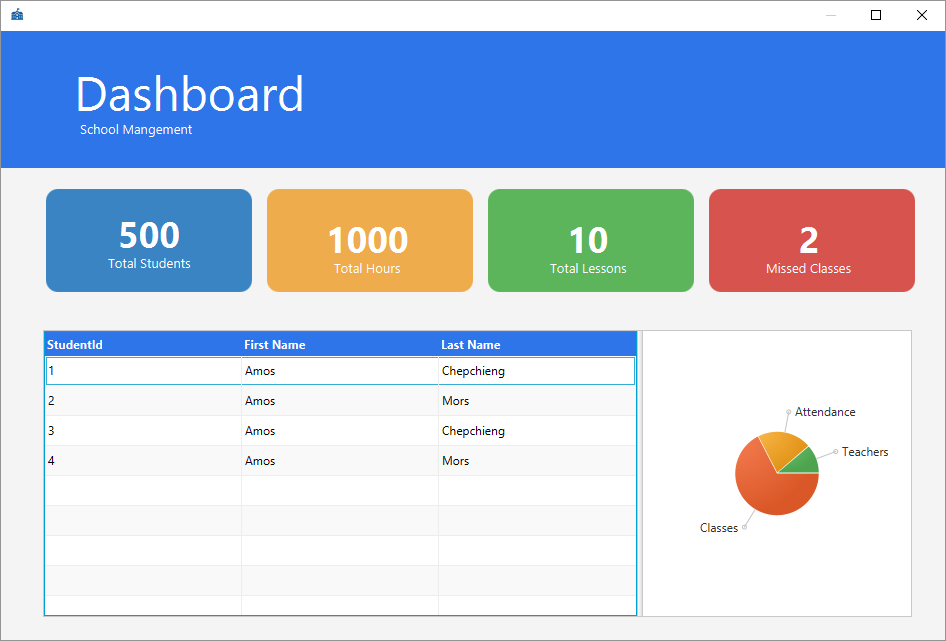 Dashboard
School Mangement
500
Total Students
1000
Total Hours
10
Total Lessons
2
Missed Classes
StudentId First Name Last Name
1 Amos Chepchieng
2 Amos Mors
3 Amos Chepchieng
4 Amos Mors
Attendance
Teachers
Classes